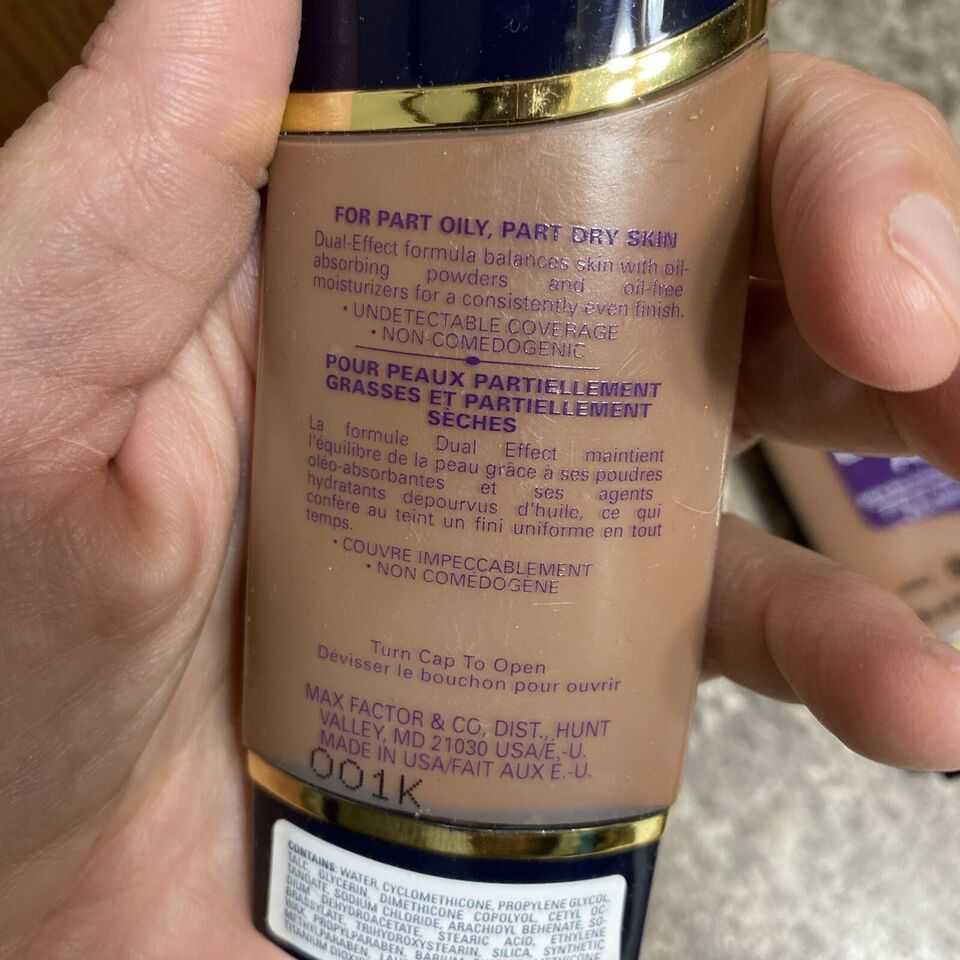 FOR PART OILY, PART DRY SKIN
Dual-Effect formula balances skin with oil-
absorbing powders and oil-free
moisturizers for a consistently even finish.
• UNDETECTABLE COVERAGE
• NON-COMEDOGENIC
POUR PEAUX PARTIELLEMENT
GRASSES ET PARTIELLEMENT
SÈCHES
La formule Dual Effect maintient
l'équilibre de la peau grâce à ses poudres
oléo-absorbantes et ses agents
hydratants dépourvus d'huile, ce qui
confère au teint un fini uniforme en tout
temps.
• COUVRE IMPECCABLEMENT
• NON COMÉDOGÈNE
Turn Cap To Open
Dévisser le bouchon pour ouvrir
MAX FACTOR & CO, DIST., HUNT
VALLEY, MD 21030 USA/É.-U.
MADE IN USA/FAIT AUX É.-U.
001K
CONTAINS: WATER, CYCLOMETHICONE, PROPYLENE GLYCOL
TALC, GLYCERIN, DIMETHICONE COPOLYOL, CETYL OC-
TANOATE, SODIUM CHLORIDE, ARACHIDYL BEHENATE, SO-
DIUM DEHYDROACETATE, STEARIC ACID, ETHYLENE
BRASSYLATE, TRIHYDROXYSTEARIN, SILICA, SYNTHETIC
WAX, PROPYLPARABEN, BARIUM
METHYLPARABEN,
TITANIUM DIOXIDE